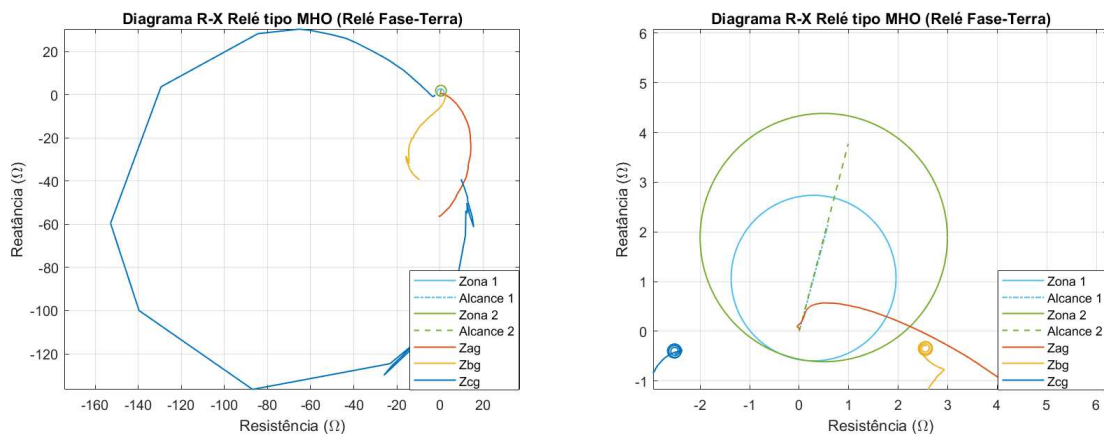 Diagrama R-X Relé tipo MHO (Relé Fase-Terra)
20
0
-20
-40
-60
-80
-100
-120
Reatância (Ω)
-160
-140
-120
-100
-80
-60
-40
-20
0
20
Resistência (Ω)
Zona 1
Alcance 1
Zona 2
Alcance 2
Zag
Zbg
Zcg
Diagrama R-X Relé tipo MHO (Relé Fase-Terra)
6
5
4
3
2
1
0
-1
Reatância (Ω)
-2
-1
0
1
2
3
4
5
6
Resistência (Ω)
Zona 1
Alcance 1
Zona 2
Alcance 2
Zag
Zbg
Zcg